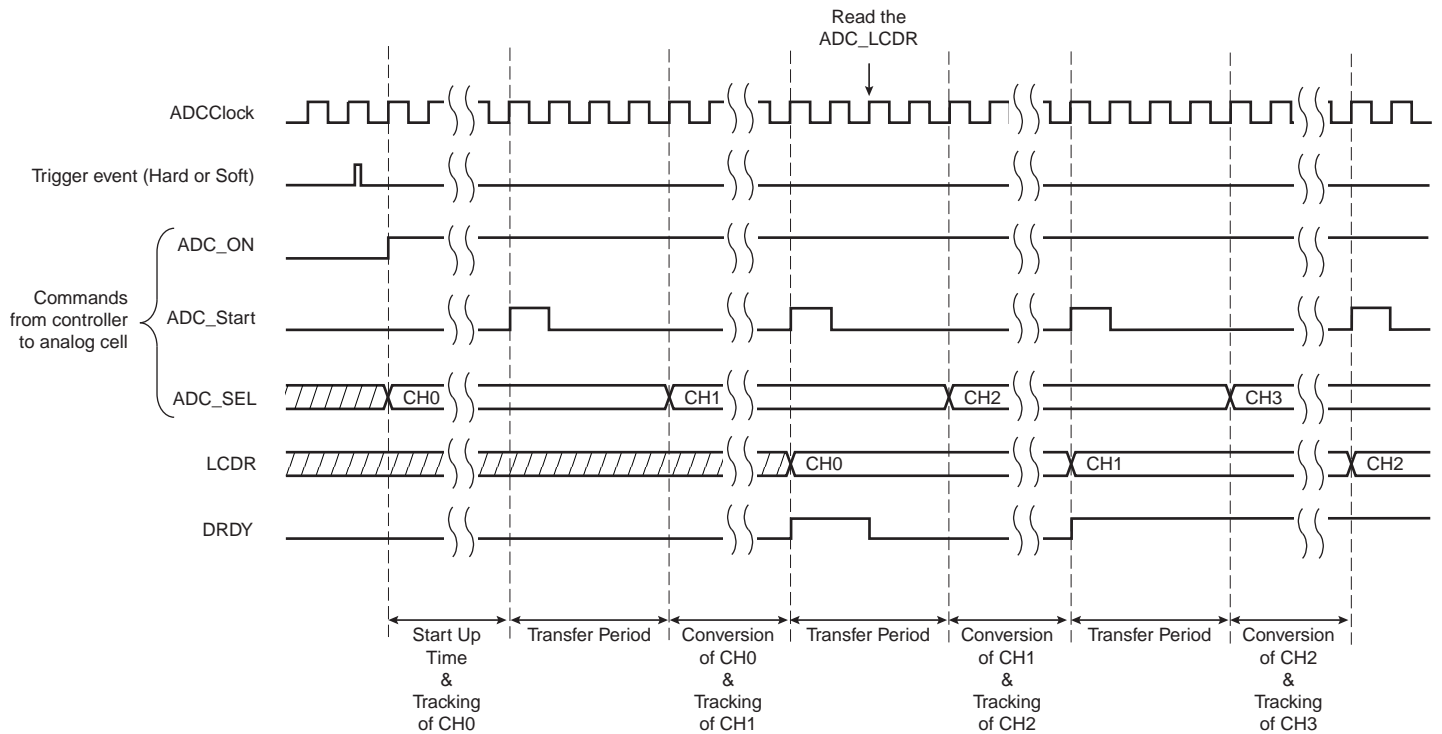 Read the
ADC_LCDR
ADCClock
Trigger event (Hard or Soft)
ADC_ON
Commands
from controller
to analog cell
ADC_Start
ADC_SEL
CH0
CH1
CH2
CH3
LCDR
CH0
CH1
CH2
DRDY
Start Up
Time
&
Tracking
of CH0
Transfer Period
Conversion
of CH0
&
Tracking
of CH1
Transfer Period
Conversion
of CH1
&
Tracking
of CH2
Transfer Period
Conversion
of CH2
&
Tracking
of CH3